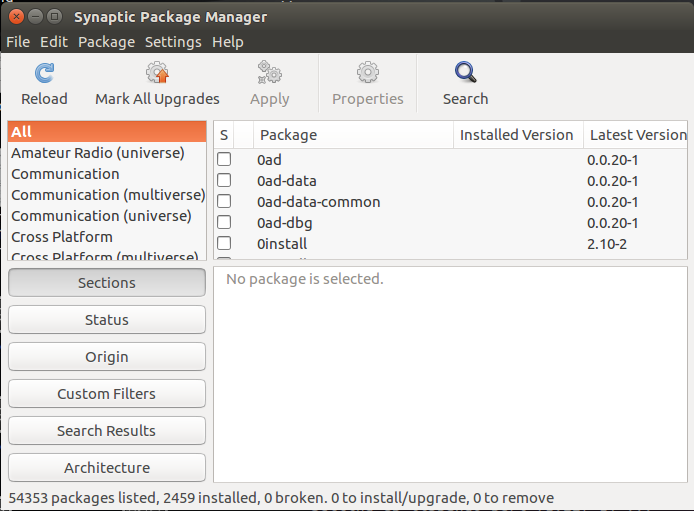 Synaptic Package Manager
File Edit Package Settings Help
Reload Mark All Upgrades Apply Properties Search
All
Amateur Radio (universe)
Communication
Communication (multiverse)
Communication (universe)
Cross Platform
Cross Platform (multiverse)
S Package Installed Version Latest Version
0ad 0.0.20-1
0ad-data 0.0.20-1
0ad-data-common 0.0.20-1
0ad-dbg 0.0.20-1
0install 2.10-2
Sections
Status
Origin
Custom Filters
Search Results
Architecture
No package is selected.
54353 packages listed, 2459 installed, 0 broken. 0 to install/upgrade, 0 to remove